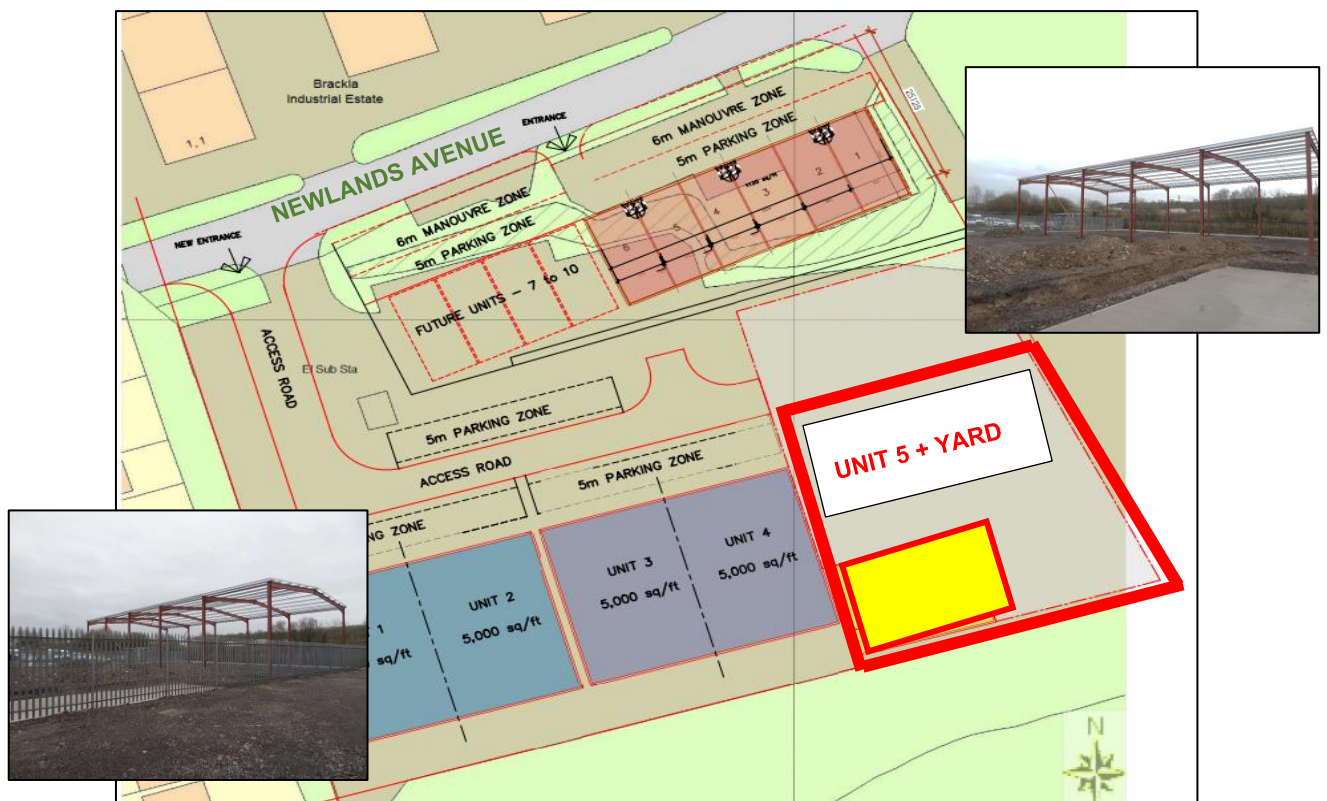 Brackla
Industrial Estate
1,1
NEWLANDS AVENUE
ENTRANCE
NEW ENTRANCE
6m MANOUVRE ZONE
5m PARKING ZONE
25126
1
2
3
4
5
6
6m MANOUVRE ZONE
5m PARKING ZONE
FUTURE UNITS - 7 to 10
ACCESS ROAD
El Sub Sta
5m PARKING ZONE
ACCESS ROAD
5m PARKING ZONE
NG ZONE
UNIT 5 + YARD
UNIT 4
5,000 sq/ft
UNIT 3
5,000 sq/ft
UNIT 2
5,000 sq/ft
1
sq/ft
N